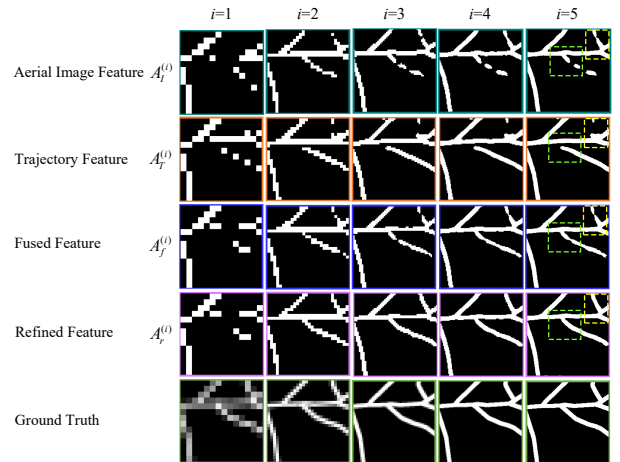 i=1 i=2 i=3 i=4 i=5
Aerial Image Feature A_I^(i)
Trajectory Feature A_T^(i)
Fused Feature A_f^(i)
Refined Feature A_r^(i)
Ground Truth